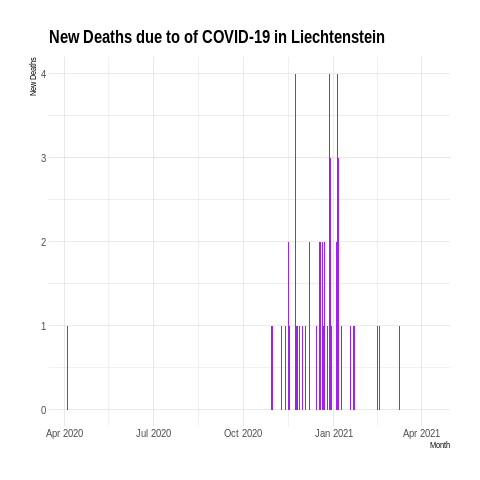 New Deaths due to of COVID-19 in Liechtenstein
New Deaths
4
3
2
1
0
Apr 2020 Jul 2020 Oct 2020 Jan 2021 Apr 2021
Month